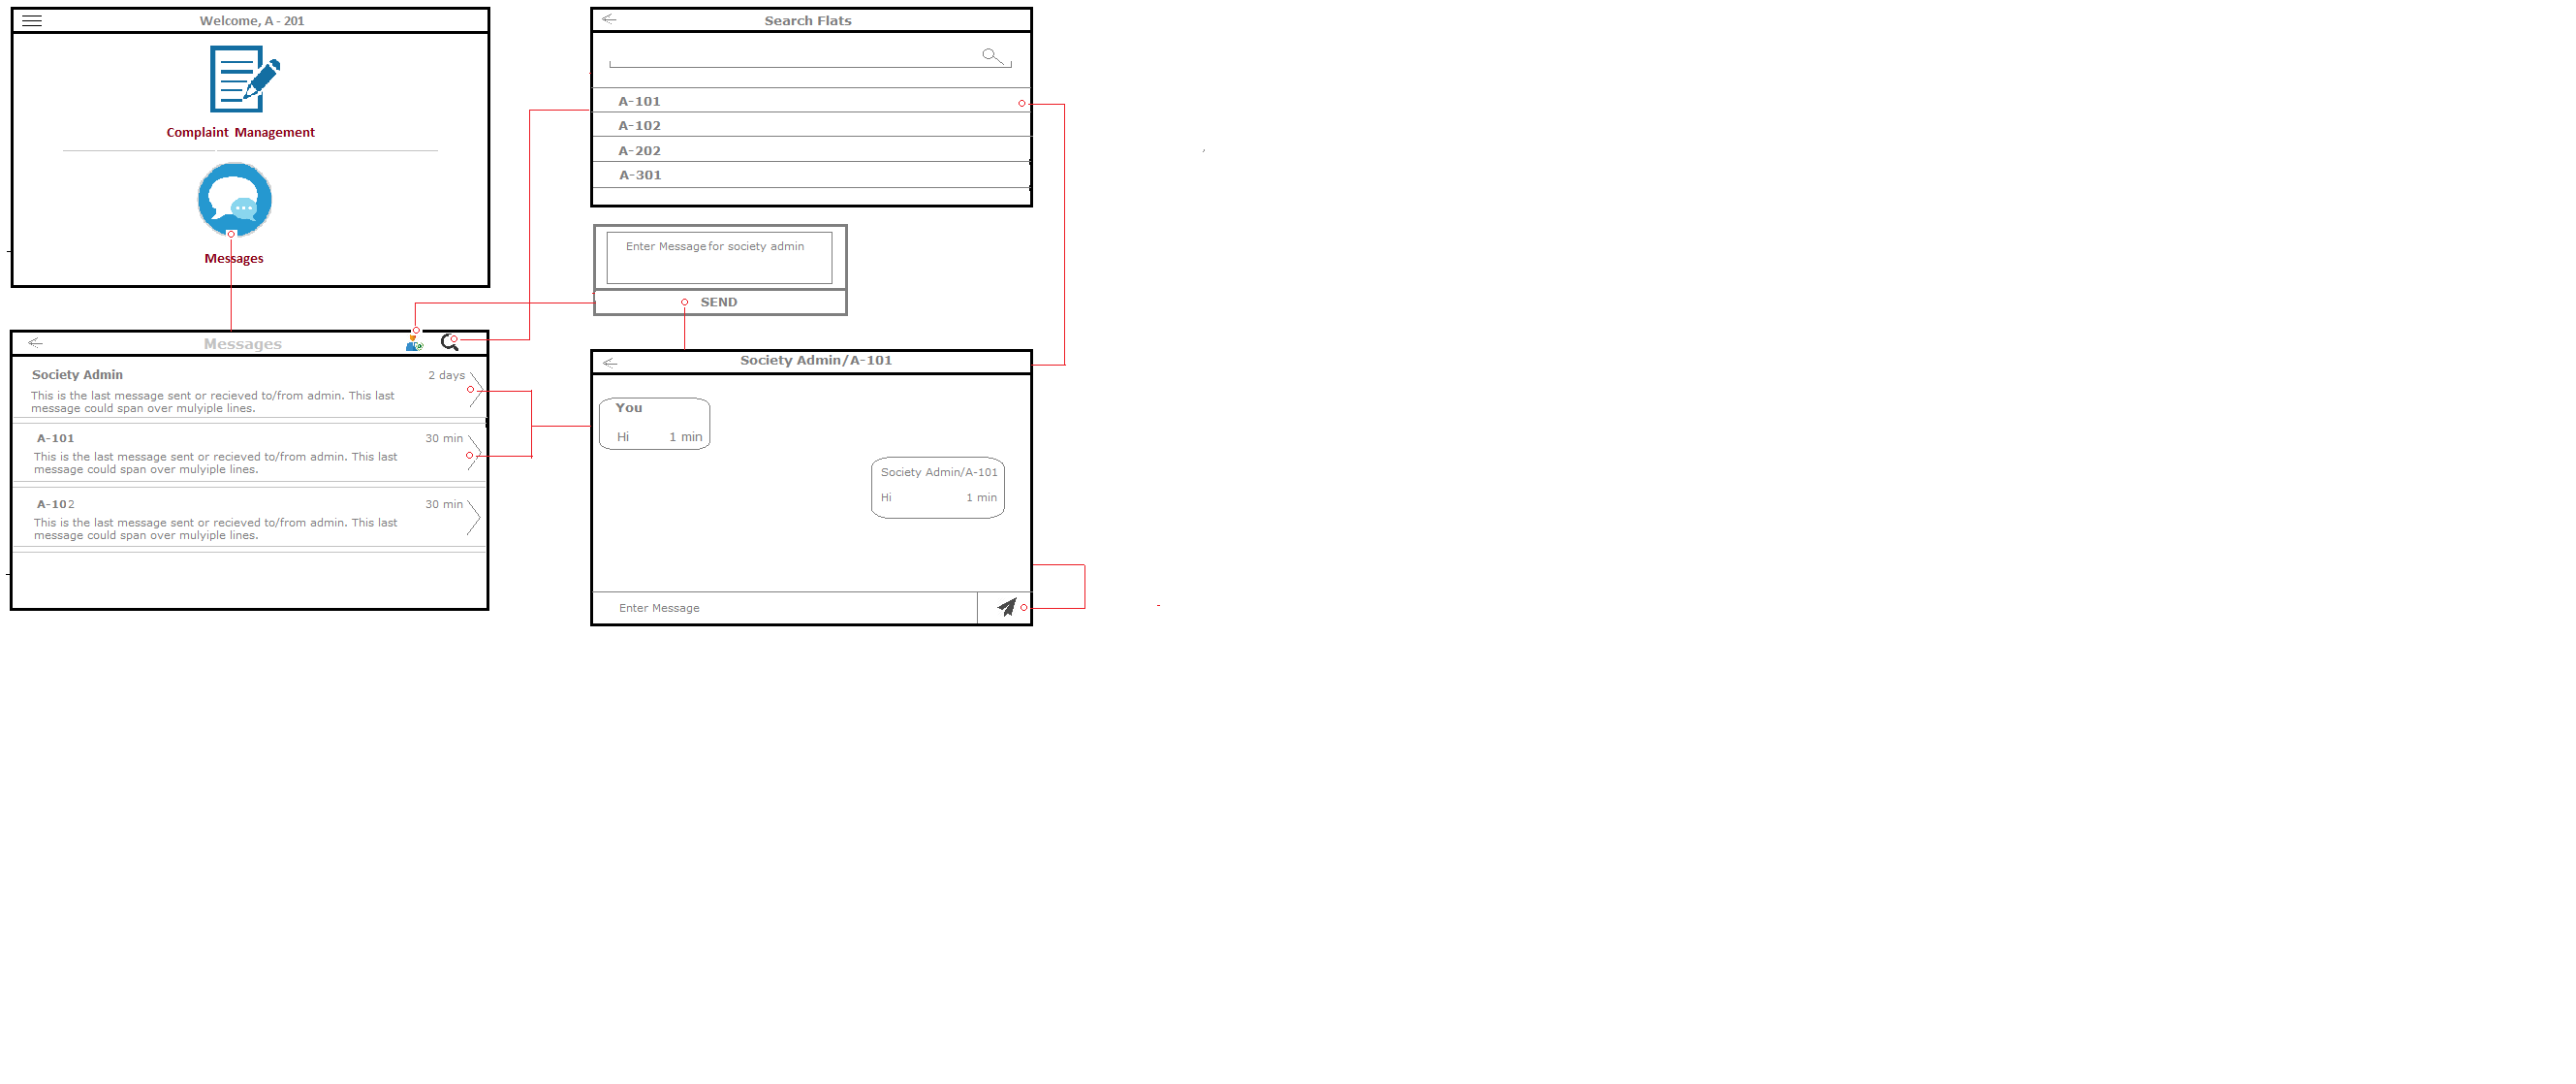 Welcome, A - 201
Complaint Management
Messages
Messages
Society Admin
2 days
This is the last message sent or recieved to/from admin. This last
message could span over mulyiple lines.
A-101
30 min
This is the last message sent or recieved to/from admin. This last
message could span over mulyiple lines.
A-102
30 min
This is the last message sent or recieved to/from admin. This last
message could span over mulyiple lines.
Search Flats
A-101
A-102
A-202
A-301
Enter Message for society admin
SEND
Society Admin/A-101
You
Hi 1 min
Society Admin/A-101
Hi 1 min
Enter Message